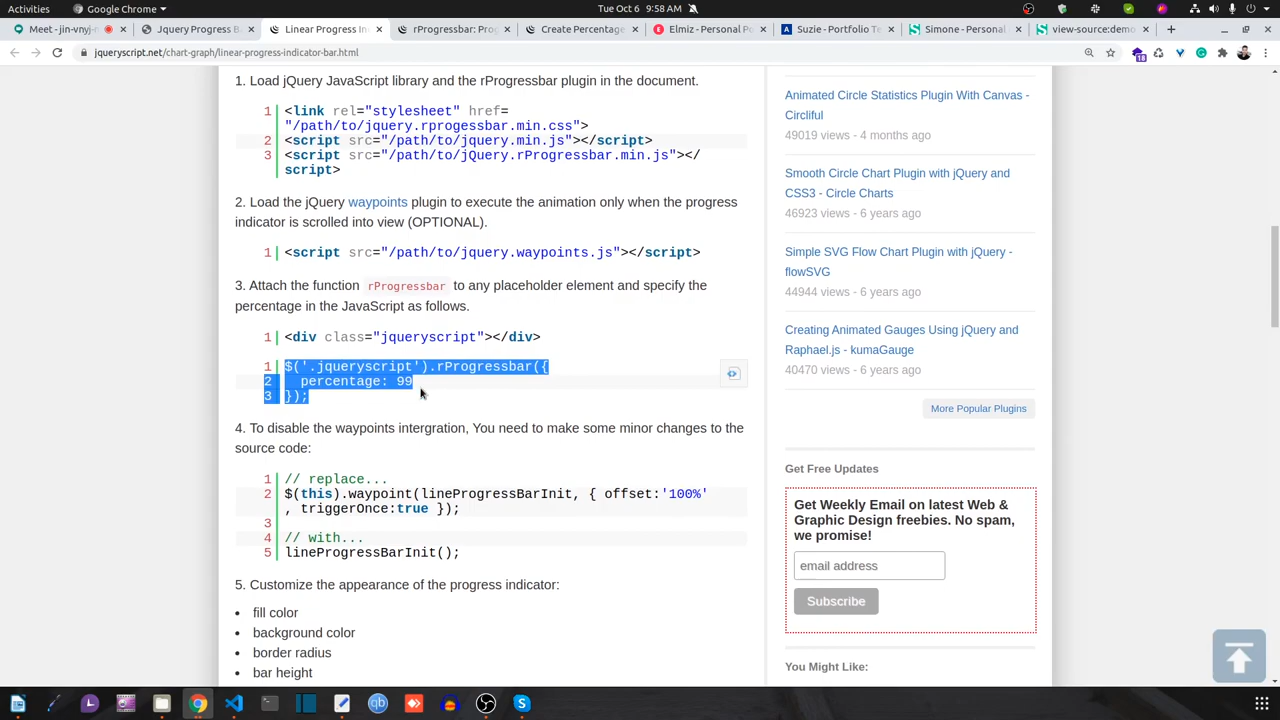 Activities
Google Chrome
Tue Oct 6 9:58 AM
Meet - jin-vnyj-
Jquery Progress B
Linear Progress In
rProgressbar: Prog
Create Percentage
Elmiz - Personal Po
Suzie - Portfolio Te
Simone - Personal
view-source:demo
jqueryscript.net/chart-graph/linear-progress-indicator-bar.html
18
1. Load jQuery JavaScript library and the rProgressbar plugin in the document.
1 <link rel="stylesheet" href=
"/path/to/jquery.rprogessbar.min.css">
2 <script src="/path/to/jquery.min.js"></script>
3 <script src="/path/to/jQuery.rProgressbar.min.js"></
script>
2. Load the jQuery waypoints plugin to execute the animation only when the progress
indicator is scrolled into view (OPTIONAL).
1 <script src="/path/to/jquery.waypoints.js"></script>
3. Attach the function rProgressbar to any placeholder element and specify the
percentage in the JavaScript as follows.
1 <div class="jqueryscript"></div>
1 $('.jqueryscript').rProgressbar({
2 percentage: 99
3 });
4. To disable the waypoints intergration, You need to make some minor changes to the
source code:
1 // replace...
2 $(this).waypoint(lineProgressBarInit, { offset:'100%'
, triggerOnce:true });
3
4 // with...
5 lineProgressBarInit();
5. Customize the appearance of the progress indicator:
• fill color
• background color
• border radius
• bar height
Animated Circle Statistics Plugin With Canvas -
Circliful
49019 views - 4 months ago
Smooth Circle Chart Plugin with jQuery and
CSS3 - Circle Charts
46923 views - 6 years ago
Simple SVG Flow Chart Plugin with jQuery -
flowSVG
44944 views - 6 years ago
Creating Animated Gauges Using jQuery and
Raphael.js - kumaGauge
40470 views - 6 years ago
More Popular Plugins
Get Free Updates
Get Weekly Email on latest Web &
Graphic Design freebies. No spam,
we promise!
email address
Subscribe
You Might Like: